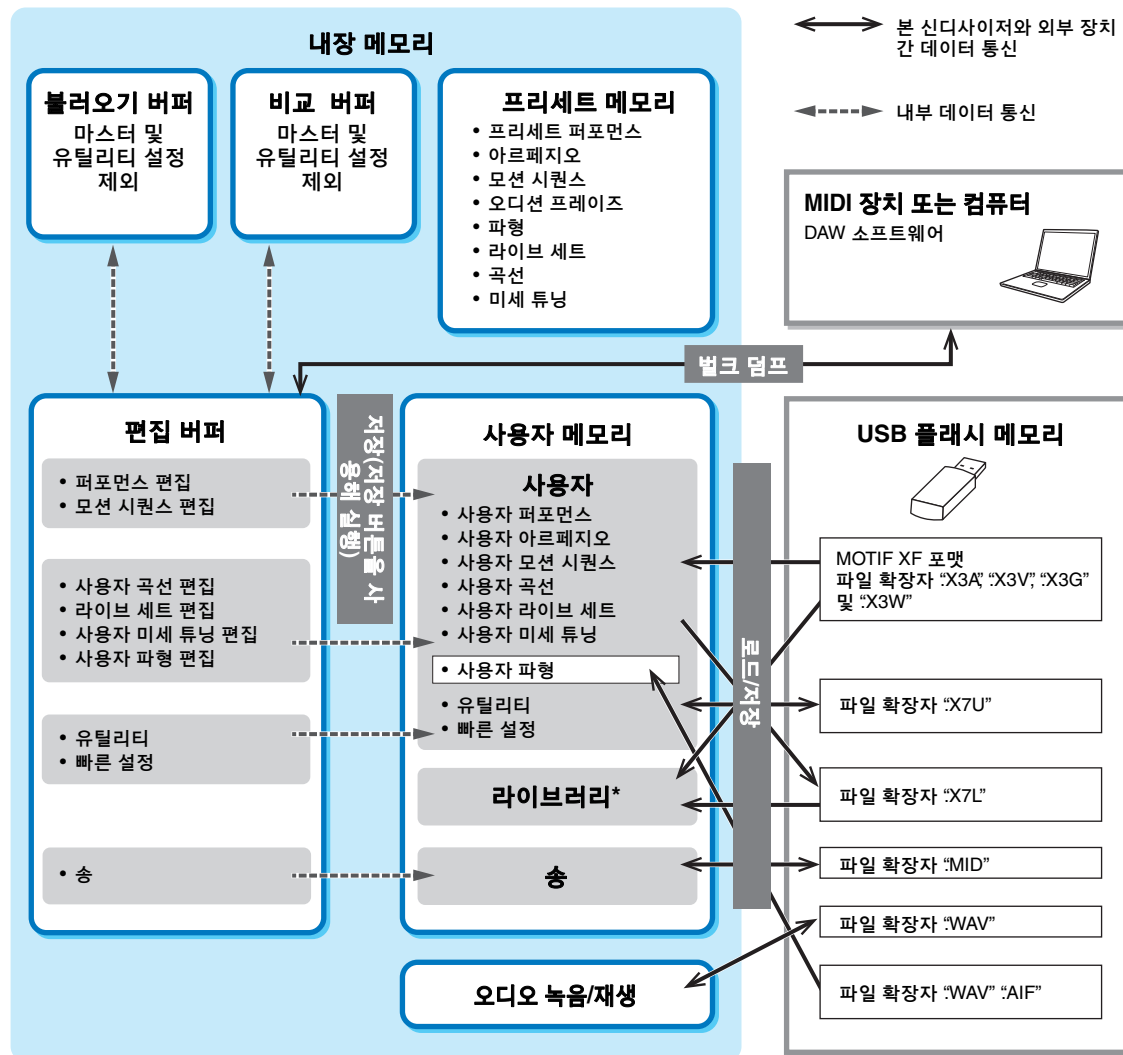 내장 메모리
불러오기 버퍼
마스터 및
유틸리티 설정
제외
비교 버퍼
마스터 및
유틸리티 설정
제외
프리세트 메모리
• 프리세트 퍼포먼스
• 아르페지오
• 모션 시퀀스
• 오디션 프레이즈
• 파형
• 라이브 세트
• 곡선
• 미세 튜닝
본 신디사이저와 외부 장치
간 데이터 통신
내부 데이터 통신
MIDI 장치 또는 컴퓨터
DAW 소프트웨어
벌크 덤프
편집 버퍼
• 퍼포먼스 편집
• 모션 시퀀스 편집
• 사용자 곡선 편집
• 라이브 세트 편집
• 사용자 미세 튜닝 편집
• 사용자 파형 편집
• 유틸리티
• 빠른 설정
• 송
저장(저장 버튼을 사
용해 실행)
사용자 메모리
사용자
• 사용자 퍼포먼스
• 사용자 아르페지오
• 사용자 모션 시퀀스
• 사용자 곡선
• 사용자 라이브 세트
• 사용자 미세 튜닝
• 사용자 파형
• 유틸리티
• 빠른 설정
라이브러리*
송
오디오 녹음/재생
로드/저장
USB 플래시 메모리
MOTIF XF 포맷
파일 확장자 “.X3A”, “.X3V”, “.X3G”
및 “.X3W”
파일 확장자 “.X7U”
파일 확장자 “.X7L”
파일 확장자 “.MID”
파일 확장자 “.WAV”
파일 확장자 “.WAV” “.AIF”